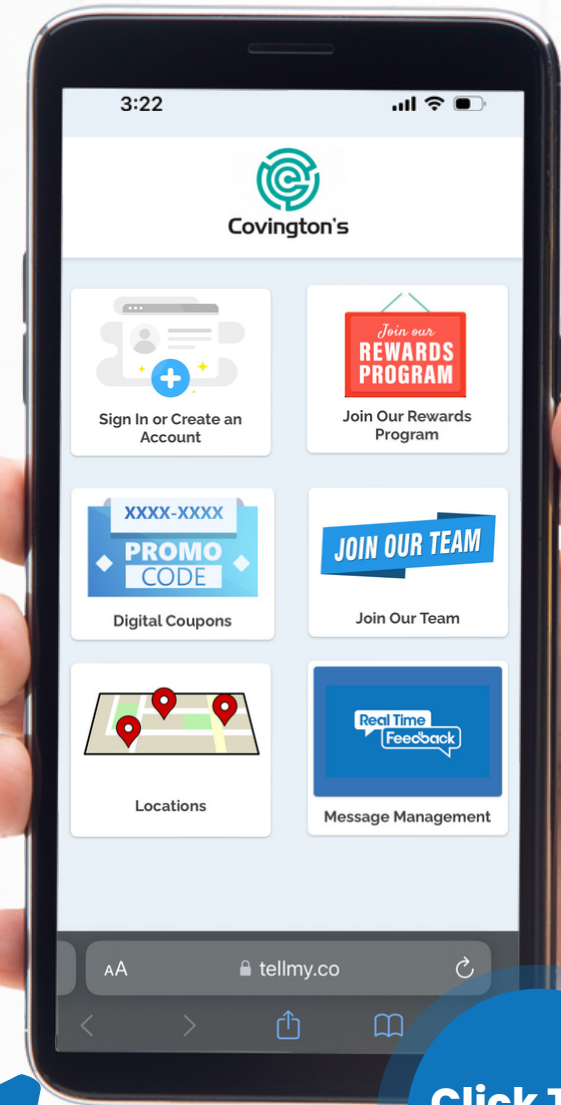 3:22
Covington's
Join our
REWARDS
PROGRAM
Sign In or Create an
Account
Join Our Rewards
Program
XXXX-XXXX
PROMO
CODE
JOIN OUR TEAM
Digital Coupons
Join Our Team
Real Time
Feedback
Locations
Message Management
AA
tellmy.co
Click